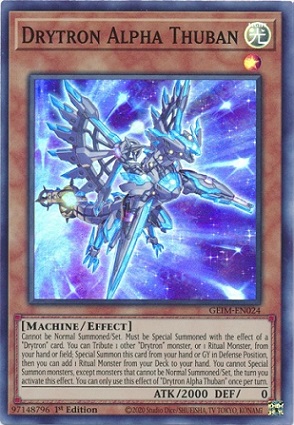 DRYTRON ALPHA THUBAN
光
GEIM-EN024
[MACHINE/EFFECT]
Cannot be Normal Summoned/Set. Must be Special Summoned with the effect of a
"Drytron" card. You can Tribute 1 other "Drytron" monster, or 1 Ritual Monster, from
your hand or field; Special Summon this card from your hand or GY in Defense Position,
then you can add 1 Ritual Monster from your Deck to your hand. You cannot Special
Summon monsters, except monsters that cannot be Normal Summoned/Set, the turn you
activate this effect. You can only use this effect of "Drytron Alpha Thuban" once per turn.
ATK/2000 DEF/ 0
97148796 1st Edition ©2020 Studio Dice/SHUEISHA, TV TOKYO, KONAMI